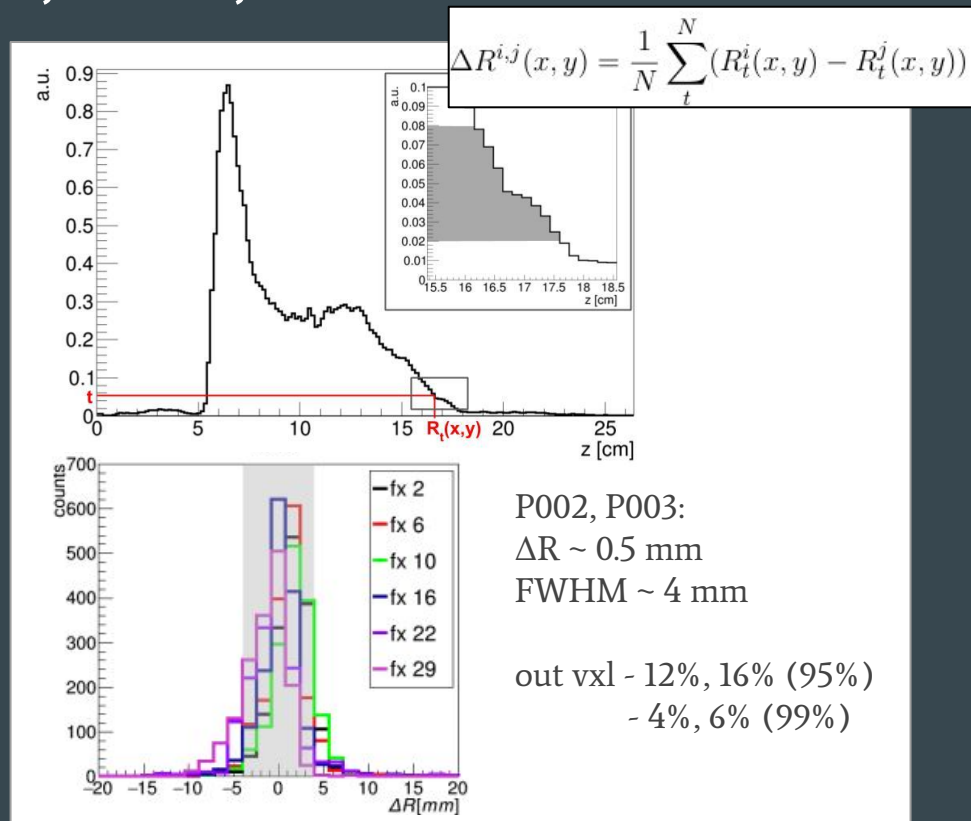 ΔR^{i,j}(x, y) = \frac{1}{N} \sum_{t}^{N} (R_t^i(x, y) − R_t^j(x, y))
a.u.
0.9
0.8
0.7
0.6
0.5
0.4
0.3
0.2
0.1
t
0
0 5 10 15 20 25
R_t(x,y)
z [cm]
a.u.
0.1
0.09
0.08
0.07
0.06
0.05
0.04
0.03
0.02
0.01
0
15.5 16 16.5 17 17.5 18 18.5
z [cm]
counts
700
600
500
400
300
200
100
0
−20 −15 −10 −5 0 5 10 15 20
ΔR[mm]
fx 2
fx 6
fx 10
fx 16
fx 22
fx 29
P002, P003:
ΔR ~ 0.5 mm
FWHM ~ 4 mm
out vxl - 12%, 16% (95%)
- 4%, 6% (99%)